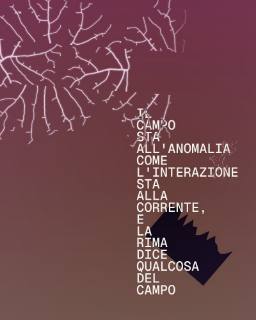 IL
CAMPO
STA
ALL'ANOMALIA
COME
L'INTERAZIONE
STA
ALLA
CORRENTE,
E
LA
RIMA
DICE
QUALCOSA
DEL
CAMPO